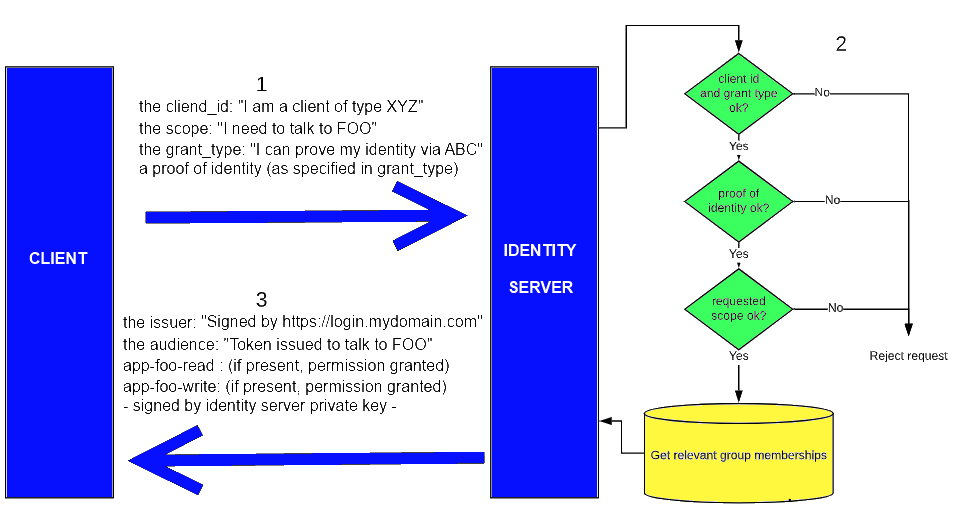 1
the cliend_id: "I am a client of type XYZ"
the scope: "I need to talk to FOO"
the grant_type: "I can prove my identity via ABC"
a proof of identity (as specified in grant_type)
CLIENT
IDENTITY
SERVER
3
the issuer: "Signed by https://login.mydomain.com"
the audience: "Token issued to talk to FOO"
app-foo-read : (if present, permission granted)
app-foo-write: (if present, permission granted)
- signed by identity server private key -
2
client id
and grant type
ok?
No
Yes
proof of
identity ok?
No
Yes
requested
scope ok?
No
Yes
Reject request
Get relevant group memberships